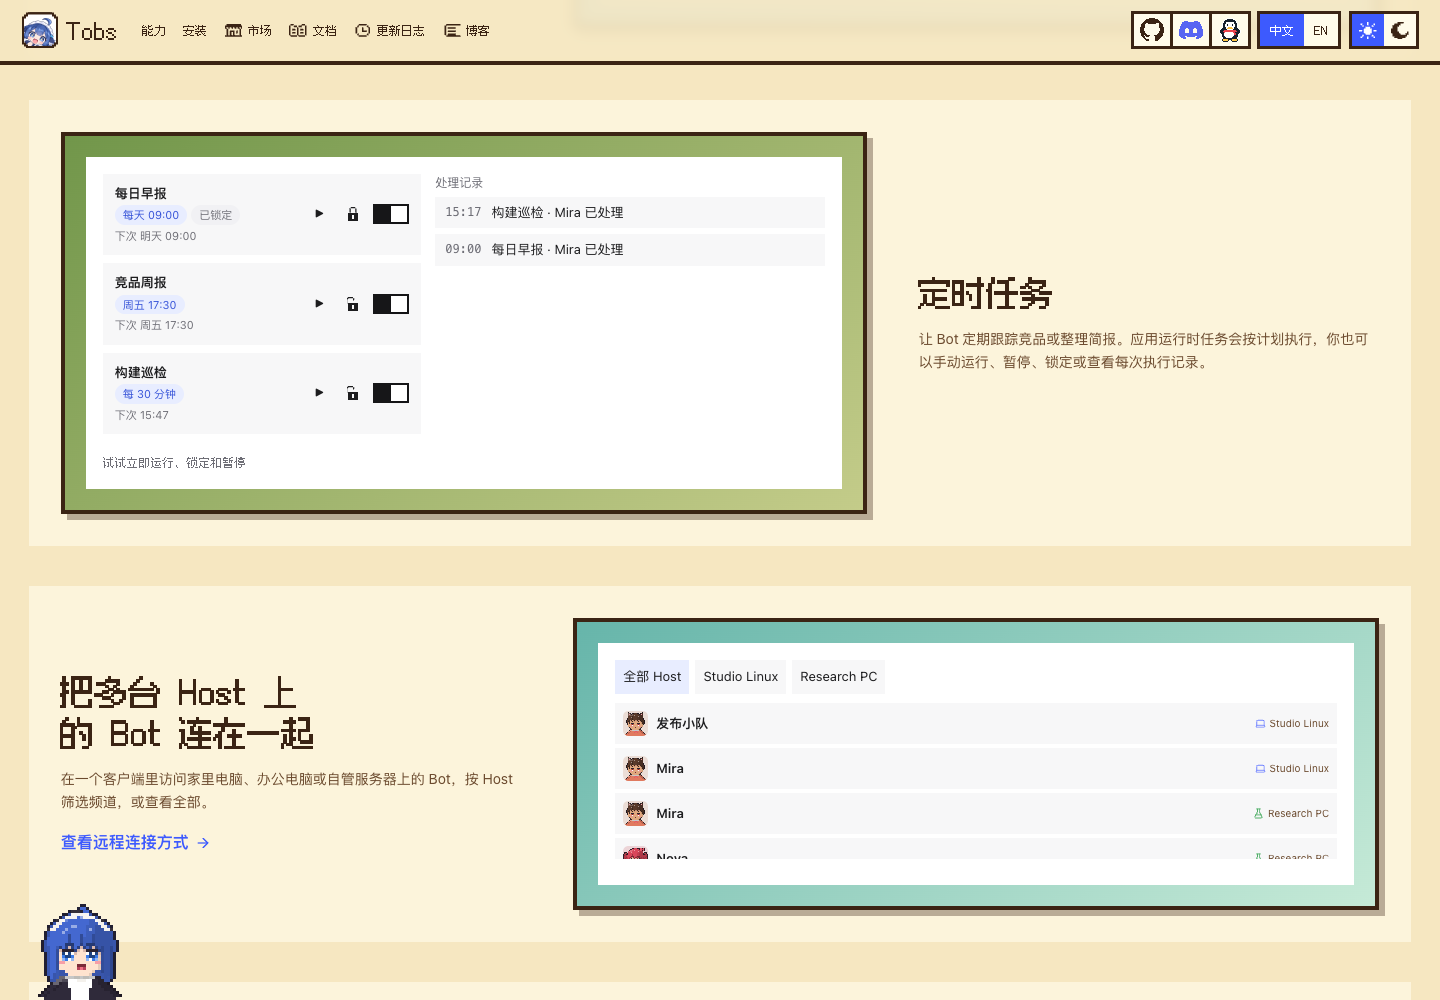 Tobs 能力 安装 市场 文档 更新日志 博客 中文 EN
每日早报
每天 09:00 已锁定
下次 明天 09:00
竞品周报
周五 17:30
下次 周五 17:30
构建巡检
每 30 分钟
下次 15:47
试试立即运行、锁定和暂停
处理记录
15:17 构建巡检 · Mira 已处理
09:00 每日早报 · Mira 已处理
定时任务
让 Bot 定期跟踪竞品或整理简报。应用运行时任务会按计划执行，你也可
以手动运行、暂停、锁定或查看每次执行记录。
把多台 Host 上
的 Bot 连在一起
在一个客户端里访问家里电脑、办公电脑或自管服务器上的 Bot，按 Host
筛选频道，或查看全部。
查看远程连接方式 →
全部 Host Studio Linux Research PC
发布小队 Studio Linux
Mira Studio Linux
Mira Research PC
Nova Research PC